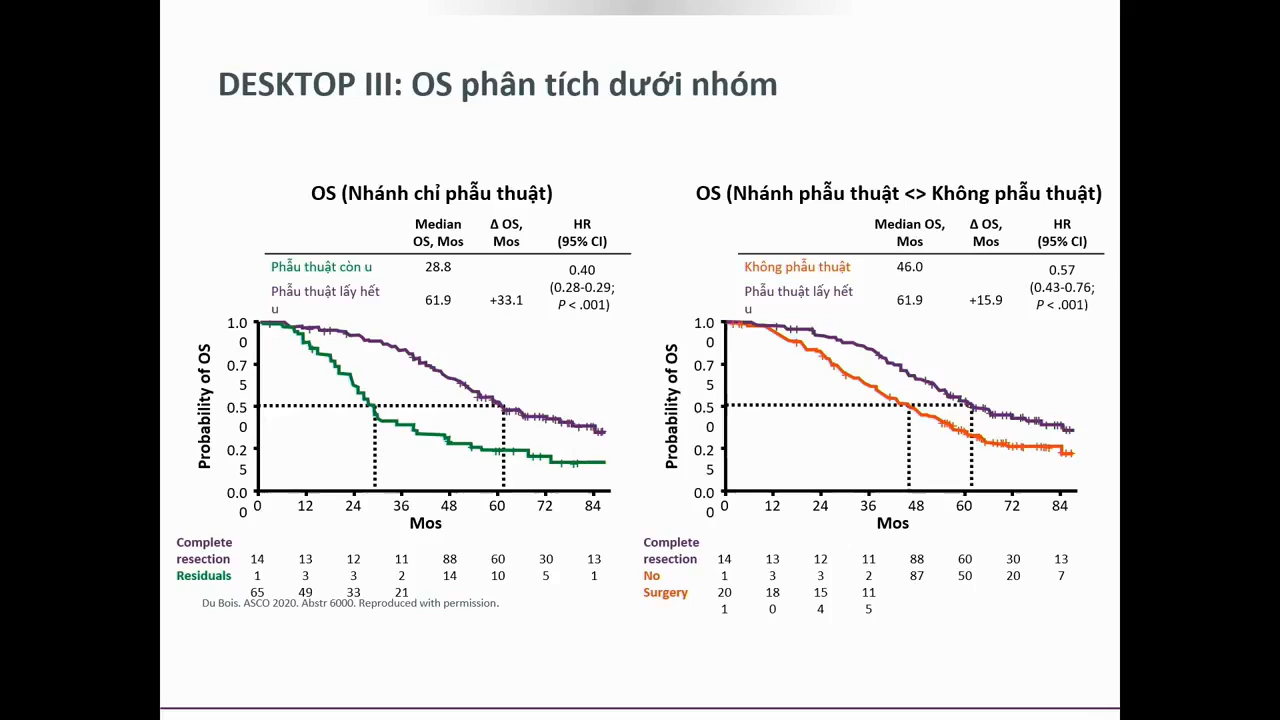 DESKTOP III: OS phân tích dưới nhóm
OS (Nhánh chỉ phẫu thuật)
Median OS, Mos
Δ OS, Mos
HR (95% CI)
Phẫu thuật còn u
28.8
Phẫu thuật lấy hết u
61.9
+33.1
0.40
(0.28-0.29;
P < .001)
Probability of OS
1.0
0
0.7
5
0.5
0
0.2
5
0.0
0
0 12 24 36 48 60 72 84
Mos
Complete
resection 14 13 12 11 88 60 30 13
Residuals 1 3 3 2 14 10 5 1
65 49 33 21
Du Bois. ASCO 2020. Abstr 6000. Reproduced with permission.
OS (Nhánh phẫu thuật <> Không phẫu thuật)
Median OS, Mos
Δ OS, Mos
HR (95% CI)
Không phẫu thuật
46.0
Phẫu thuật lấy hết u
61.9
+15.9
0.57
(0.43-0.76;
P < .001)
Probability of OS
1.0
0
0.7
5
0.5
0
0.2
5
0.0
0
0 12 24 36 48 60 72 84
Mos
Complete
resection 14 13 12 11 88 60 30 13
No 1 3 3 2 87 50 20 7
Surgery 20 18 15 11
1 0 4 5